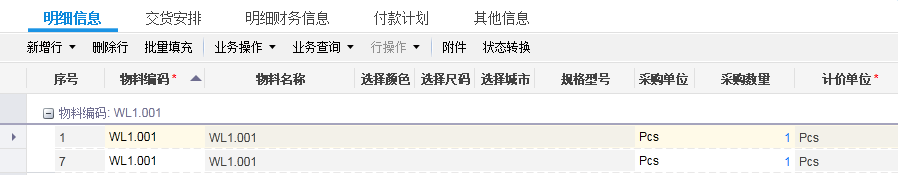 明细信息 交货安排 明细财务信息 付款计划 其他信息
新增行 删除行 批量填充 业务操作 业务查询 行操作 附件 状态转换
序号 物料编码* 物料名称 选择颜色 选择尺码 选择城市 规格型号 采购单位 采购数量 计价单位*
物料编码: WL1.001
1 WL1.001 WL1.001 Pcs 1 Pcs
7 WL1.001 WL1.001 Pcs 1 Pcs